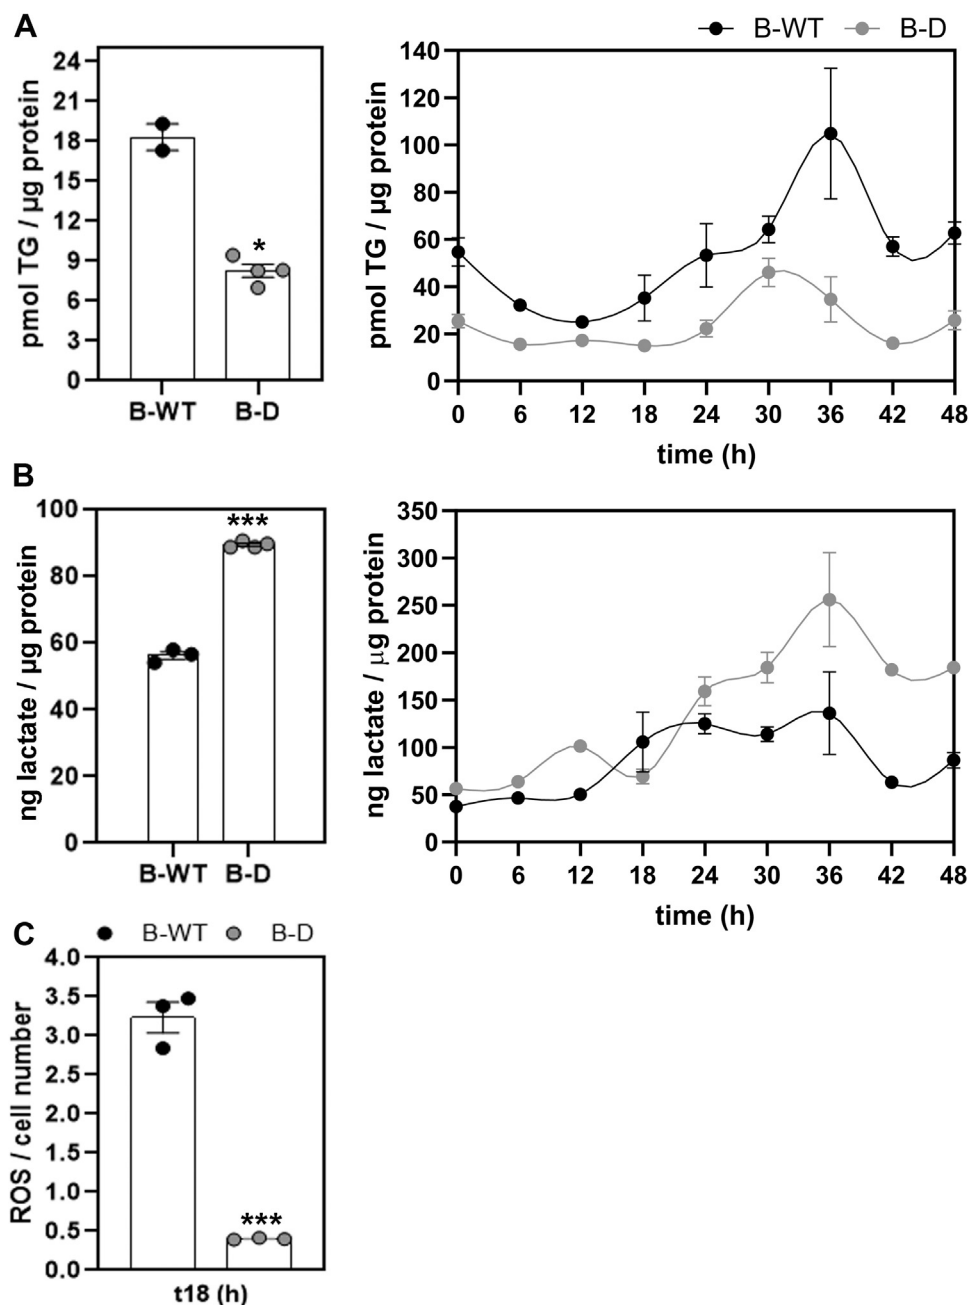 A
B-WT B-D
pmol TG / µg protein
24
21
18
15
12
9
6
3
0
*
B-WT B-D
pmol TG / µg protein
140
120
100
80
60
40
20
0
0 6 12 18 24 30 36 42 48
time (h)
B
ng lactate / µg protein
100
80
60
40
20
0
***
B-WT B-D
ng lactate / µg protein
350
300
250
200
150
100
50
0
0 6 12 18 24 30 36 42 48
time (h)
C
B-WT B-D
ROS / cell number
4.0
3.5
3.0
2.5
2.0
1.5
1.0
0.5
0.0
***
t18 (h)